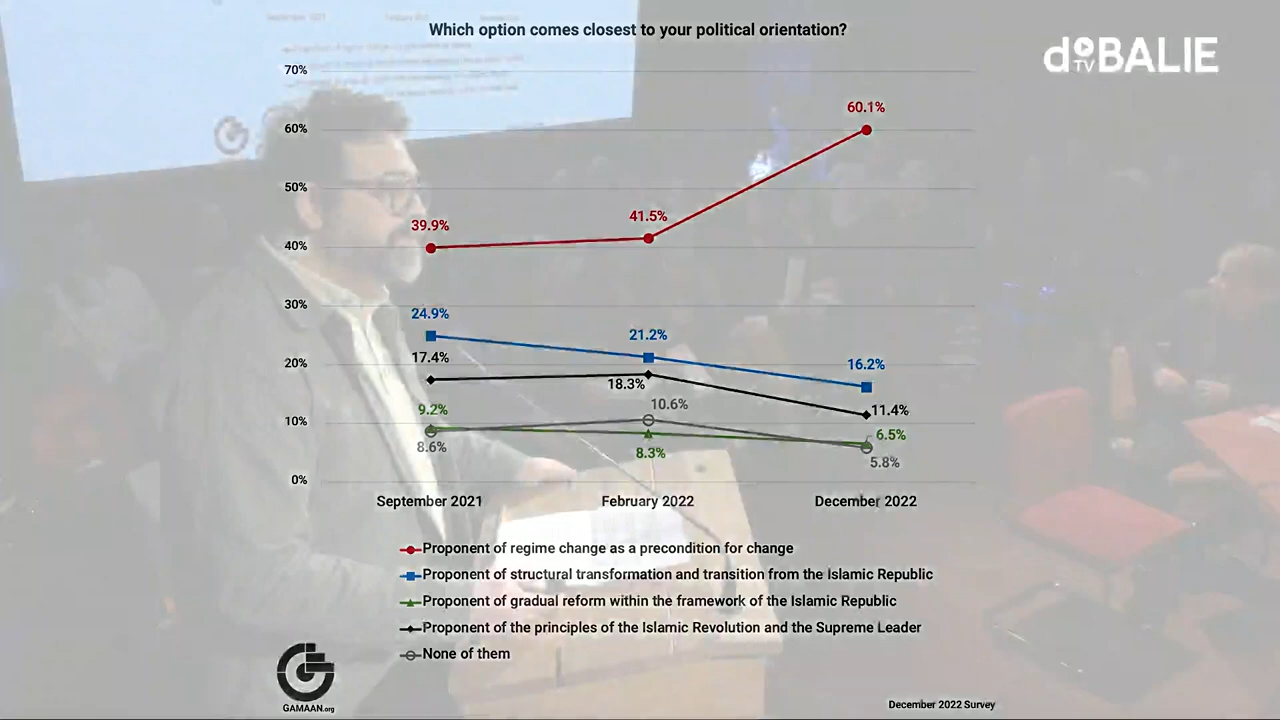 Which option comes closest to your political orientation?
dTVBALIE
70%
60.1%
60%
50%
41.5%
39.9%
40%
30%
24.9%
21.2%
20%
17.4%
18.3%
16.2%
11.4%
10.6%
10%
9.2%
8.6%
8.3%
6.5%
5.8%
0%
September 2021
February 2022
December 2022
Proponent of regime change as a precondition for change
Proponent of structural transformation and transition from the Islamic Republic
Proponent of gradual reform within the framework of the Islamic Republic
Proponent of the principles of the Islamic Revolution and the Supreme Leader
None of them
GAMAAN.org
December 2022 Survey